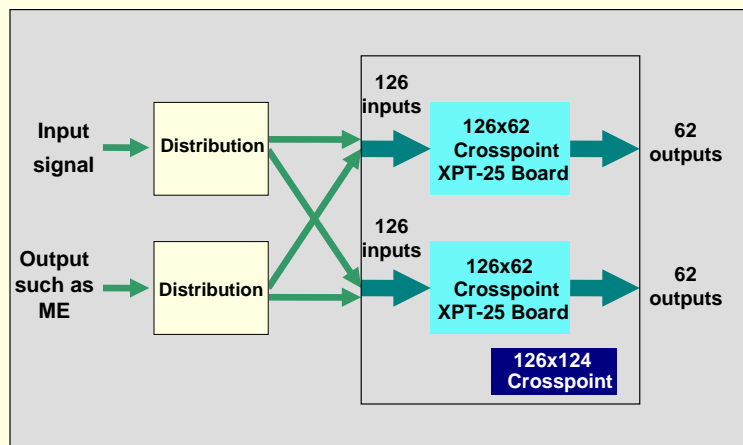 126
inputs
Input
signal
Distribution
126x62
Crosspoint
XPT-25 Board
62
outputs
126
inputs
Output
such as
ME
Distribution
126x62
Crosspoint
XPT-25 Board
62
outputs
126x124
Crosspoint